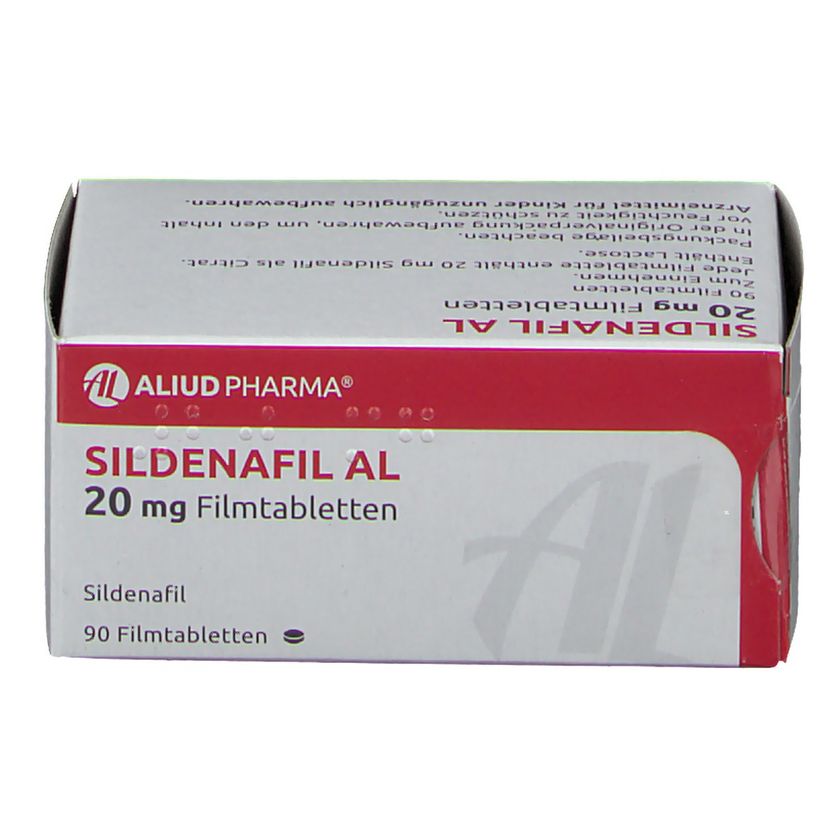 SILDENAFIL AL
20 mg Filmtabletten
90 Filmtabletten
Zum Einnehmen.
Jede Filmtablette enthält 20 mg Sildenafil als Citrat.
Enthält Lactose.
Packungsbeilage beachten.
In der Originalverpackung aufbewahren, um den Inhalt
vor Feuchtigkeit zu schützen.
Arzneimittel für Kinder unzugänglich aufbewahren.
AL ALIUD PHARMA®
SILDENAFIL AL
20 mg Filmtabletten
Sildenafil
90 Filmtabletten
AL